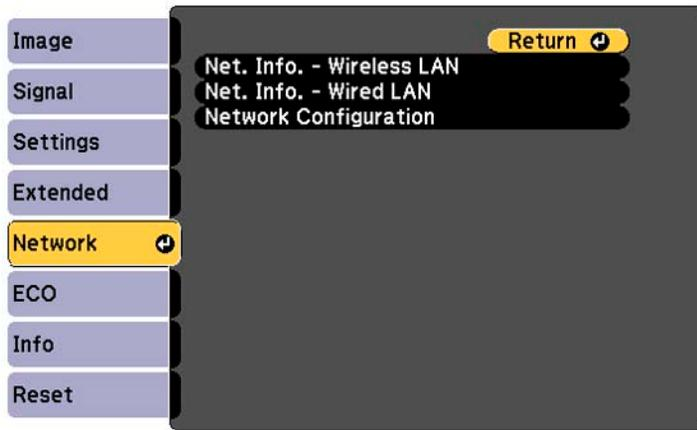 Image
Signal
Settings
Extended
Network
ECO
Info
Reset
Return
Net. Info. - Wireless LAN
Net. Info. - Wired LAN
Network Configuration